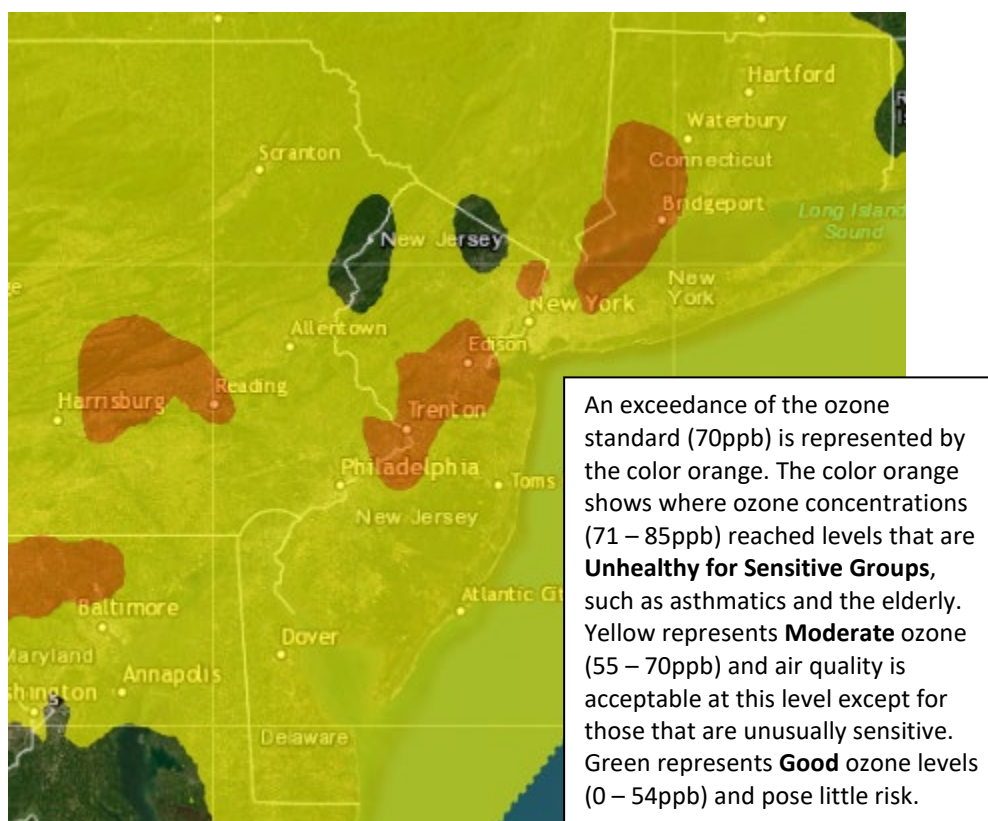 Hartford
Waterbury
Scranton
Connecticut
Bridgeport
Long Island
Sound
New Jersey
New
York
New York
Allentown
Edison
Reading
Harrisburg
Trenton
Philadelphia
Toms
New Jersey
Atlantic Cit
Baltimore
Dover
Maryland
Annapolis
shington
Delaware
An exceedance of the ozone
standard (70ppb) is represented by
the color orange. The color orange
shows where ozone concentrations
(71 – 85ppb) reached levels that are
Unhealthy for Sensitive Groups,
such as asthmatics and the elderly.
Yellow represents Moderate ozone
(55 – 70ppb) and air quality is
acceptable at this level except for
those that are unusually sensitive.
Green represents Good ozone levels
(0 – 54ppb) and pose little risk.